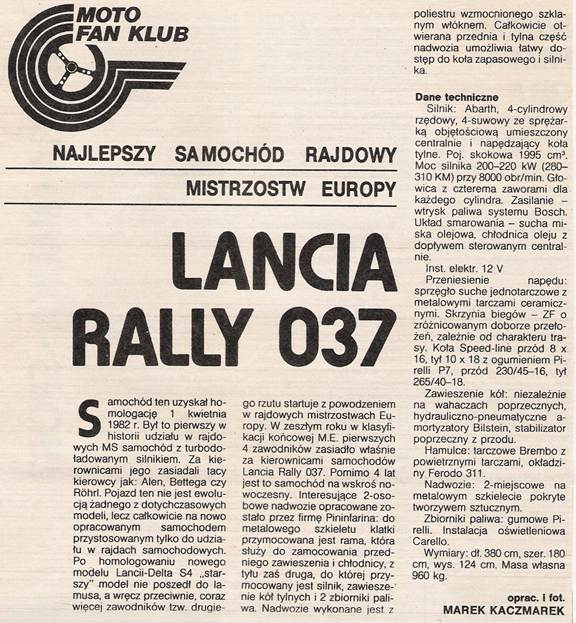 MOTO
FAN KLUB
NAJLEPSZY SAMOCHÓD RAJDOWY
MISTRZOSTW EUROPY
LANCIA
RALLY 037
Samochód ten uzyskał ho-
mologację 1 kwietnia
1982 r. Był to pierwszy w
historii udziału w rajdo-
wych MS samochód z turbodo-
ładowanym silnikiem. Za kie-
rownicami jego zasiadali tacy
kierowcy jak: Alen, Bettega czy
Röhrl. Pojazd ten nie jest ewolu-
cją żadnego z dotychczasowych
modeli, lecz całkowicie na nowo
opracowanym samochodem
przystosowanym tylko do udzia-
łu w rajdach samochodowych.
Po homologowaniu nowego
modelu Lancii-Delta S4 „star-
szy” model nie poszedł do la-
musa, a wręcz przeciwnie, coraz
więcej zawodników tzw. drugie-
go rzutu startuje z powodzeniem
w rajdowych mistrzostwach Eu-
ropy. W zeszłym roku w klasyfi-
kacji końcowej M.E. pierwszych
4 zawodników zasiadło właśnie
za kierownicami samochodów
Lancia Rally 037. Pomimo 4 lat
jest to samochód na wskroś no-
woczesny. Interesujące 2-oso-
bowe nadwozie opracowane zo-
stało przez firmę Pininfarina: do
metalowego szkieletu klatki
przymocowana jest rama, która
służy do zamocowania przed-
niego zawieszenia i chłodnicy, z
tyłu zaś druga, do której przy-
mocowany jest silnik, zawiesze-
nie kół tylnych i 2 zbiorniki pali-
wa. Nadwozie wykonane jest z
poliestru wzmocnionego szkla-
nym włóknem. Całkowicie ot-
wierana przednia i tylna część
nadwozia umożliwia łatwy do-
stęp do koła zapasowego i silni-
ka.
Dane techniczne
Silnik: Abarth, 4-cylindrowy
rzędowy, 4-suwowy ze spręźar-
ką objętościową umieszczony
centralnie i napędzający koła
tylne. Poj. skokowa 1995 cm³.
Moc silnika 200–220 kW (280–
310 KM) przy 8000 obr/min. Gło-
wica z czterema zaworami dla
każdego cylindra. Zasilanie –
wtrysk paliwa systemu Bosch.
Układ smarowania – sucha mi-
ska olejowa, chłodnica oleju z
dopływem sterowanym central-
nie.
Inst. elektr. 12 V
Przeniesienie napędu:
sprzęgło suche jednotarczowe z
metalowymi tarczami ceramicz-
nymi. Skrzynia biegów – ZF o
zróżnicowanym doborze przeło-
żeń, zależnie od charakteru tra-
sy. Koła Speed-line przód 8 x
16, tył 10 x 18 z ogumieniem Pi-
relli P7, przód 230/45–16, tył
265/40–18.
Zawieszenie kół: niezależnie
na wahaczach poprzecznych,
hydrauliczno-pneumatyczne a-
mortyzatory Bilstein, stabilizator
poprzeczny z przodu.
Hamulce: tarczowe Brembo z
powietrznymi tarczami, okładzi-
ny Ferodo 311.
Nadwozie: 2-miejscowe na
metalowym szkielecie pokryte
tworzywem sztucznym.
Zbiorniki paliwa: gumowe Pi-
relli. Instalacja oświetleniowa
Carello.
Wymiary: dł. 380 cm, szer. 180
cm, wys. 124 cm. Masa własna
960 kg.
oprac. i fot.
MAREK KACZMAREK